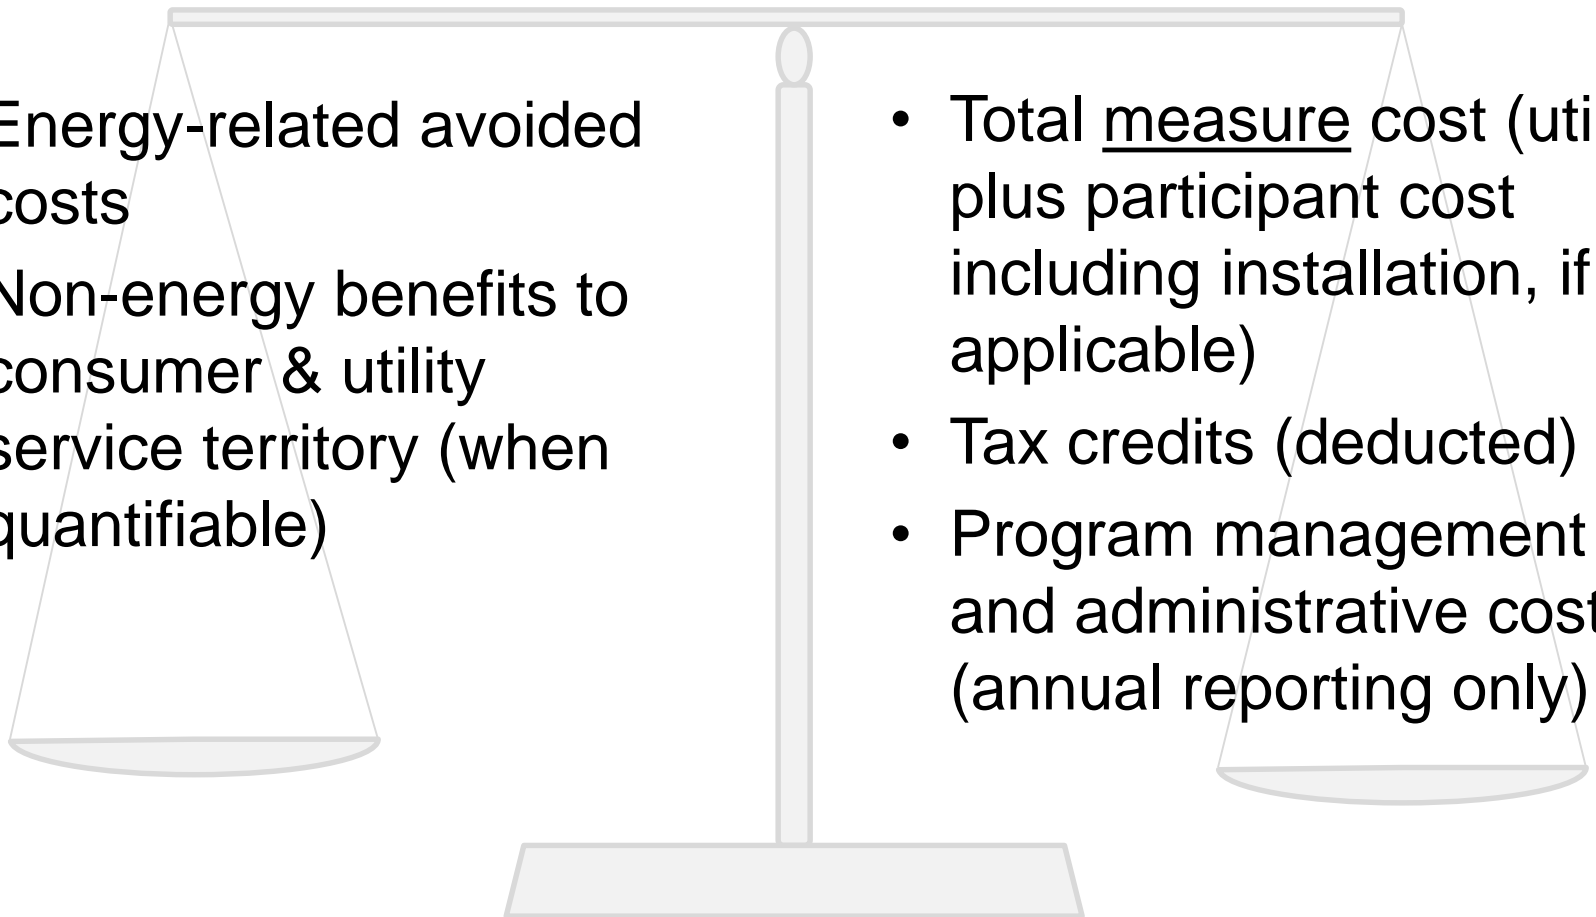 Energy-related avoided
costs
Non-energy benefits to
consumer & utility
service territory (when
quantifiable)
• Total measure cost (uti
plus participant cost
including installation, if
applicable)
• Tax credits (deducted)
• Program management
and administrative cost
(annual reporting only)